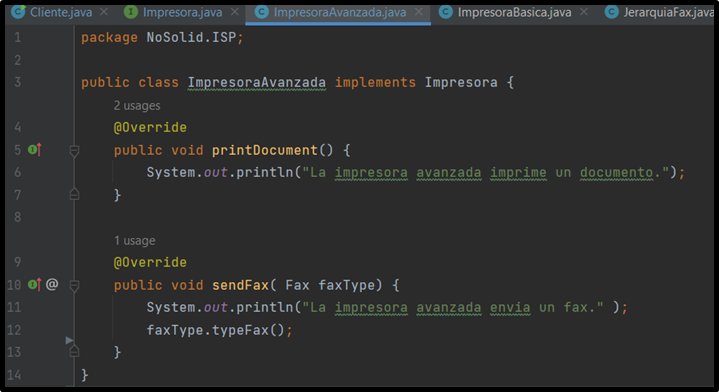 Cliente.java Impresora.java ImpresoraAvanzada.java ImpresoraBasica.java JerarquiaFax.java
1 package NoSolid.ISP;
2
3 public class ImpresoraAvanzada implements Impresora {
2 usages
4 @Override
5 public void printDocument() {
6 System.out.println("La impresora avanzada imprime un documento.");
7 }
8
1 usage
9 @Override
10 @ public void sendFax( Fax faxType) {
11 System.out.println("La impresora avanzada envia un fax." );
12 faxType.typeFax();
13 }
14 }